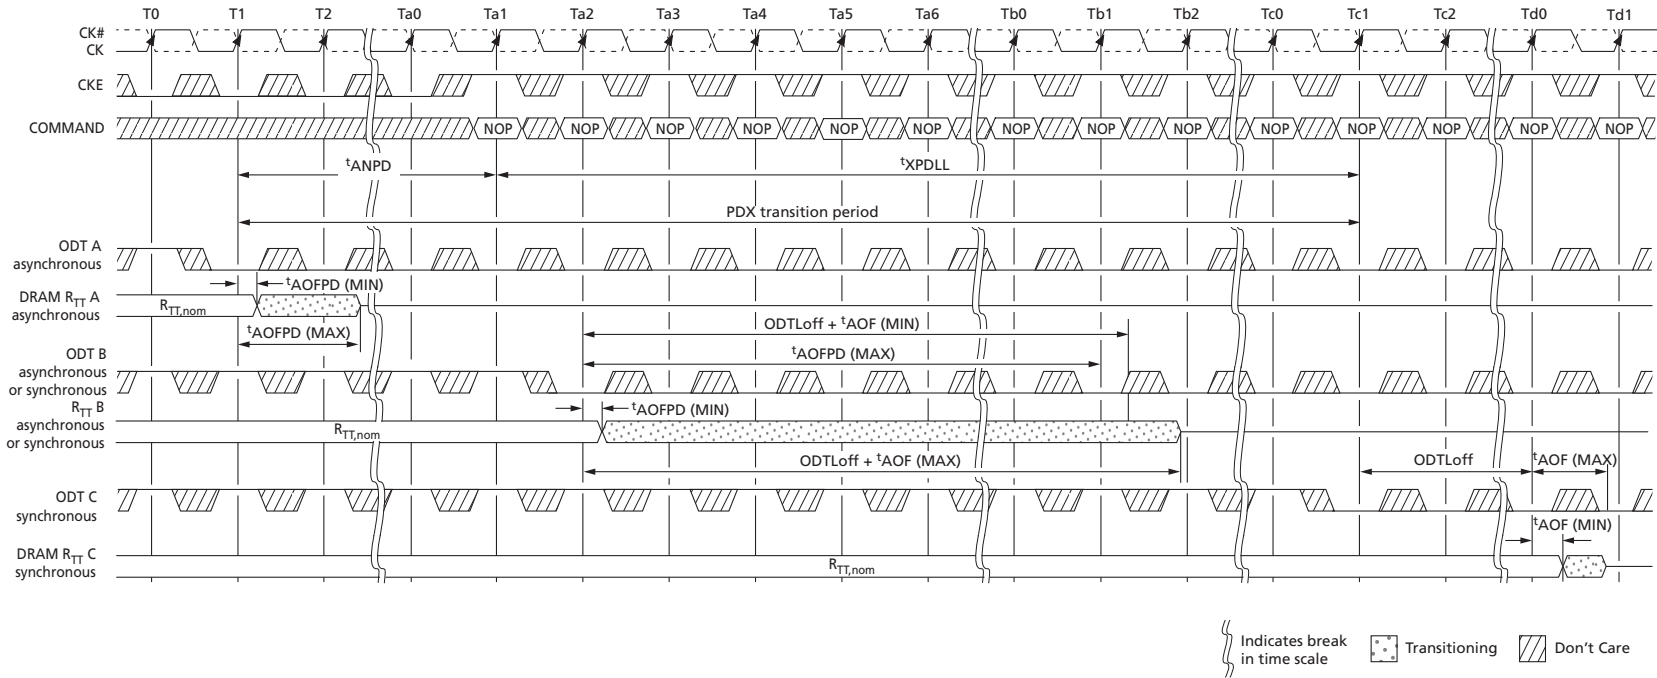 T0 T1 T2 Ta0 Ta1 Ta2 Ta3 Ta4 Ta5 Ta6 Tb0 Tb1 Tb2 Tc0 Tc1 Tc2 Td0 Td1
CK#
CK
CKE
COMMAND
NOP NOP NOP NOP NOP NOP NOP NOP NOP NOP NOP NOP NOP NOP
tANPD
tXPDLL
PDX transition period
ODT A
asynchronous
tAOFPD (MIN)
DRAM RTT A
asynchronous
RTT,nom
tAOFPD (MAX)
ODTLoff + tAOF (MIN)
tAOFPD (MAX)
ODT B
asynchronous
or synchronous
tAOFPD (MIN)
RTT B
asynchronous
or synchronous
RTT,nom
ODTLoff + tAOF (MAX)
ODTLoff
tAOF (MAX)
ODT C
synchronous
tAOF (MIN)
DRAM RTT C
synchronous
RTT,nom
Indicates break
in time scale
Transitioning
Don't Care